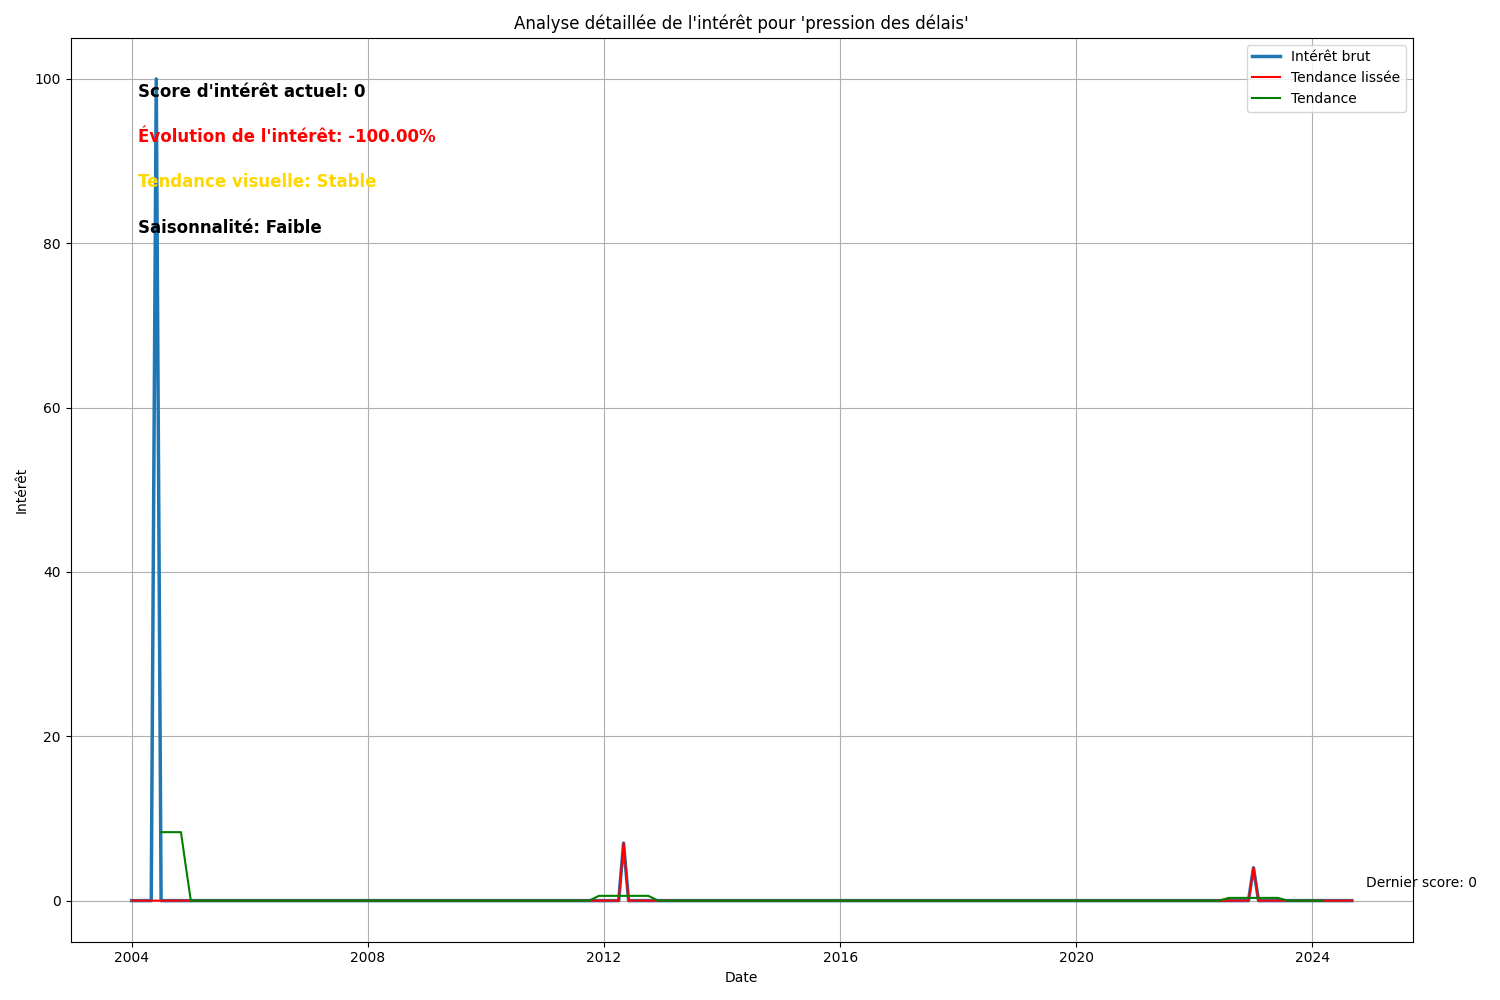 Analyse détaillée de l'intérêt pour 'pression des délais'
Intérêt brut
Tendance lissée
Tendance
Score d'intérêt actuel: 0
Évolution de l'intérêt: -100.00%
Tendance visuelle: Stable
Saisonnalité: Faible
100
80
60
40
20
0
Intérêt
Dernier score: 0
2004
2008
2012
2016
2020
2024
Date